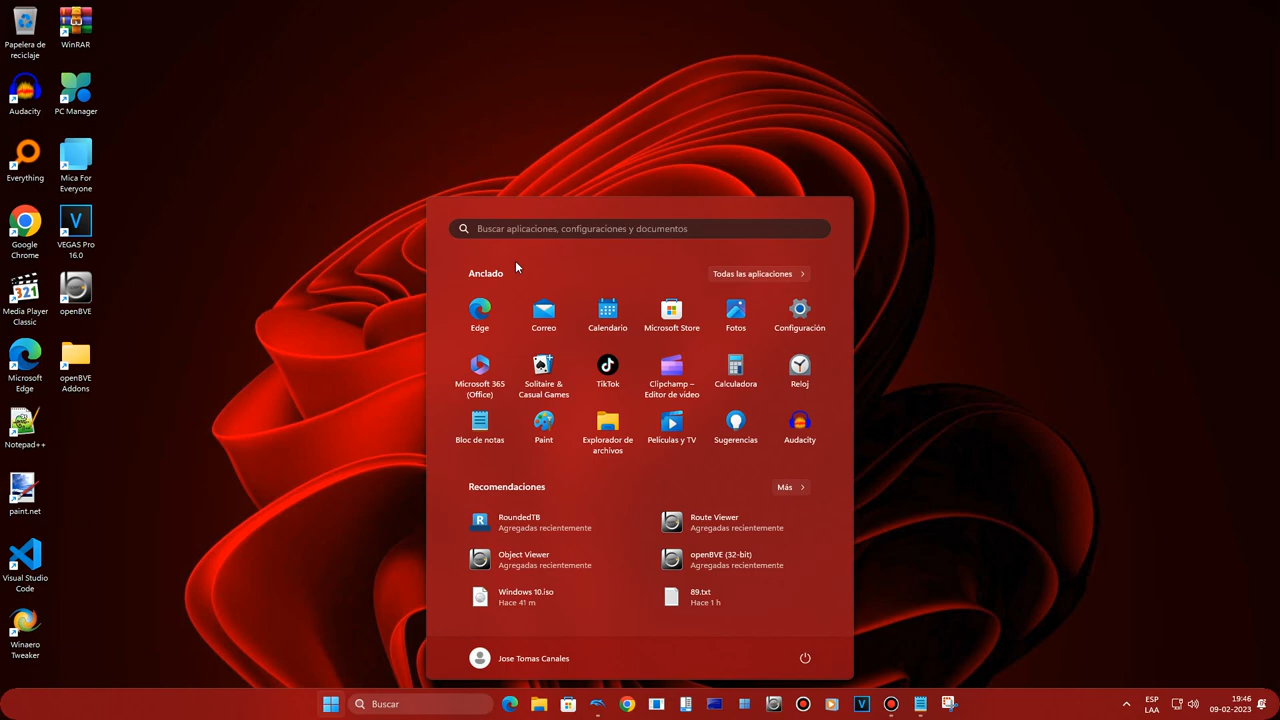 Papelera de
reciclaje
WinRAR
Audacity
PC Manager
Everything
Mica For
Everyone
Google
Chrome
VEGAS Pro
16.0
Media Player
Classic
openBVE
Microsoft
Edge
openBVE
Addons
Notepad++
paint.net
Visual Studio
Code
Winaero
Tweaker
Buscar aplicaciones, configuraciones y documentos
Anclado
Todas las aplicaciones
Edge
Correo
Calendario
Microsoft Store
Fotos
Configuración
Microsoft 365
(Office)
Solitaire &
Casual Games
TikTok
Clipchamp –
Editor de vídeo
Calculadora
Reloj
Bloc de notas
Paint
Explorador de
archivos
Películas y TV
Sugerencias
Audacity
Recomendaciones
Más
RoundedTB
Agregadas recientemente
Route Viewer
Agregadas recientemente
Object Viewer
Agregadas recientemente
openBVE (32-bit)
Agregadas recientemente
Windows 10.iso
Hace 41 m
89.txt
Hace 1 h
Jose Tomas Canales
Buscar
ESP
LAA
19:46
09-02-2023